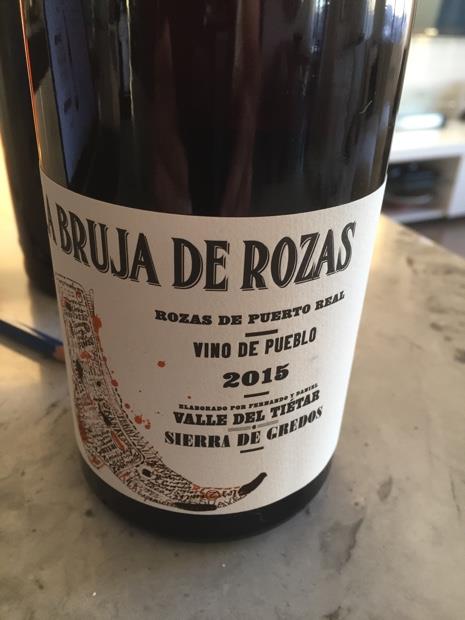 A BRUJA DE ROZAS
ROZAS DE PUERTO REAL
VINO DE PUEBLO
2015
ELABORADO POR FERNANDO Y DANIEL
VALLE DEL TIÉTAR
SIERRA DE GREDOS